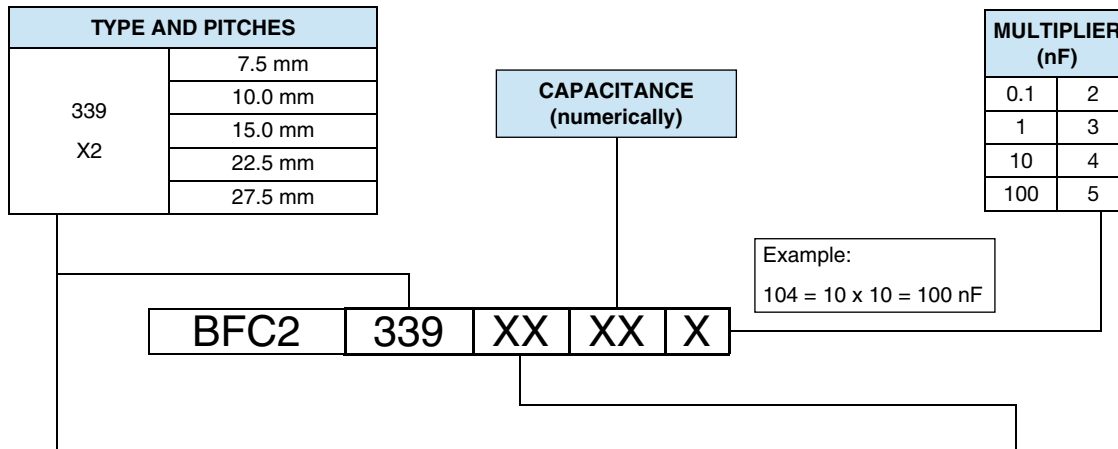 TYPE AND PITCHES
339
X2
7.5 mm
10.0 mm
15.0 mm
22.5 mm
27.5 mm
CAPACITANCE
(numerically)
MULTIPLIER
(nF)
0.1 2
1 3
10 4
100 5
Example:
104 = 10 x 10 = 100 nF
BFC2 339 XX XX X